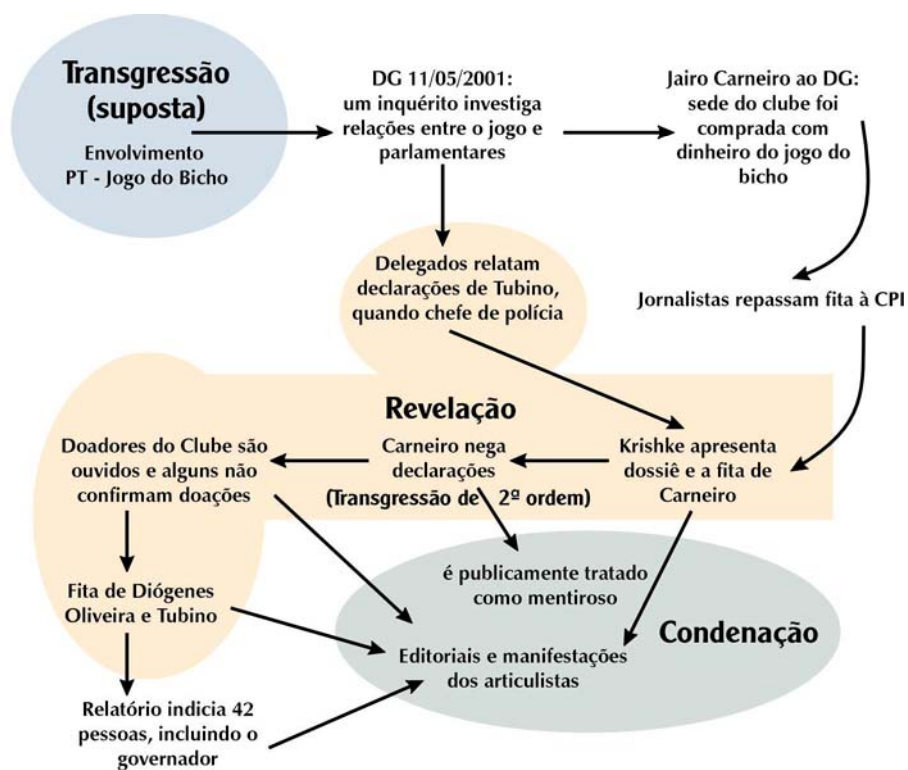 Transgressão
(suposta)
Envolvimento
PT - Jogo do Bicho
DG 11/05/2001:
um inquérito investiga
relações entre o jogo e
parlamentares
Jairo Carneiro ao DG:
sede do clube foi
comprada com
dinheiro do jogo do
bicho
Delegados relatam
declarações de Tubino,
quando chefe de polícia
Jornalistas repassam fita à CPI
Revelação
Doadores do Clube são
ouvidos e alguns não
confirmam doações
Carneiro nega
declarações
(Transgressão de 2ª ordem)
Krishke apresenta
dossiê e a fita de
Carneiro
é publicamente tratado
como mentiroso
Fita de Diógenes
Oliveira e Tubino
Condenação
Editoriais e manifestações
dos articulistas
Relatório indicia 42
pessoas, incluindo o
governador